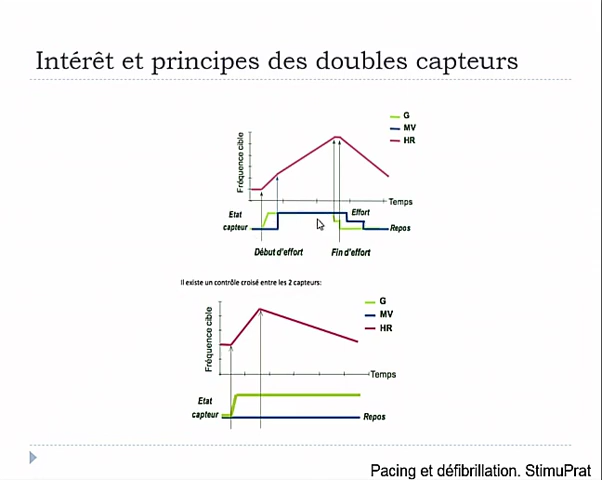 Intérêt et principes des doubles capteurs
G
MV
HR
Fréquence cible
Temps
Etat
capteur
Effort
Repos
Début d'effort
Fin d'effort
Il existe un contrôle croisé entre les 2 capteurs:
G
MV
HR
Fréquence cible
Temps
Etat
capteur
Repos
Pacing et défibrillation. StimuPrat